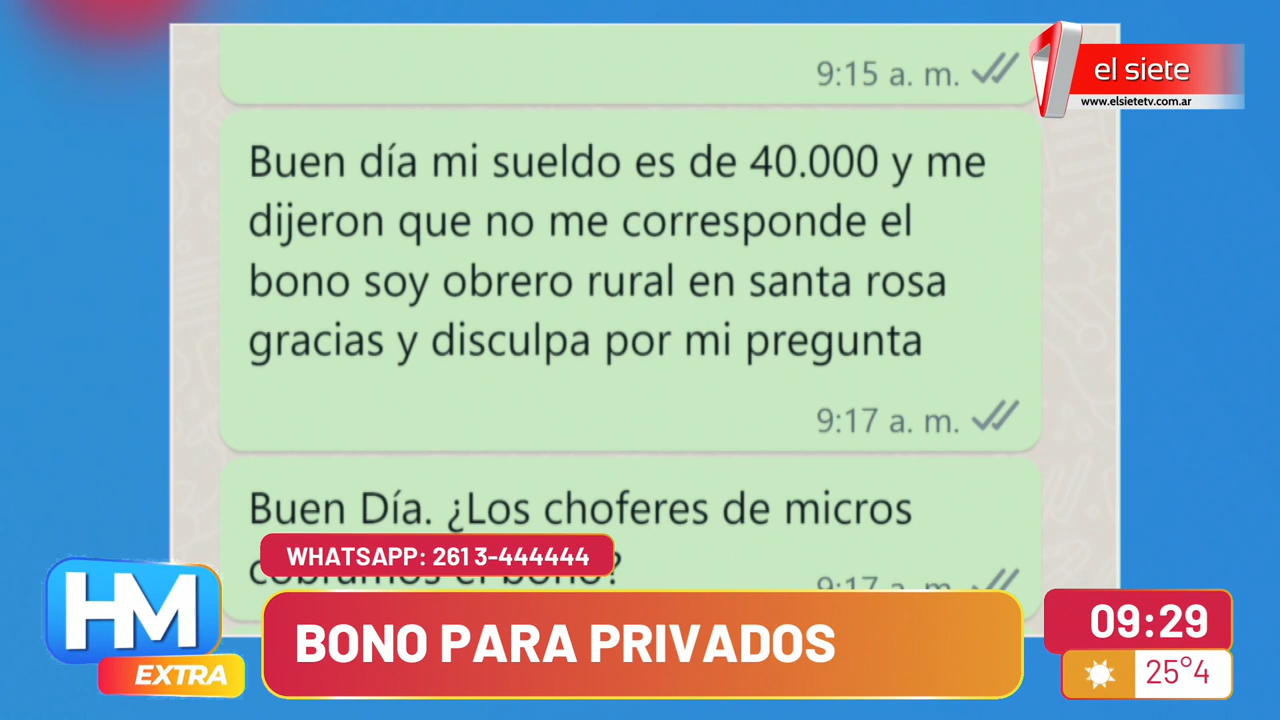 9:15 a. m.
el siete
www.elsietetv.com.ar
Buen día mi sueldo es de 40.000 y me
dijeron que no me corresponde el
bono soy obrero rural en santa rosa
gracias y disculpa por mi pregunta
9:17 a. m.
Buen Día. ¿Los choferes de micros
cobramos el bono?
9:17 a. m.
WHATSAPP: 261 3-444444
HM
EXTRA
BONO PARA PRIVADOS
09:29
25°4